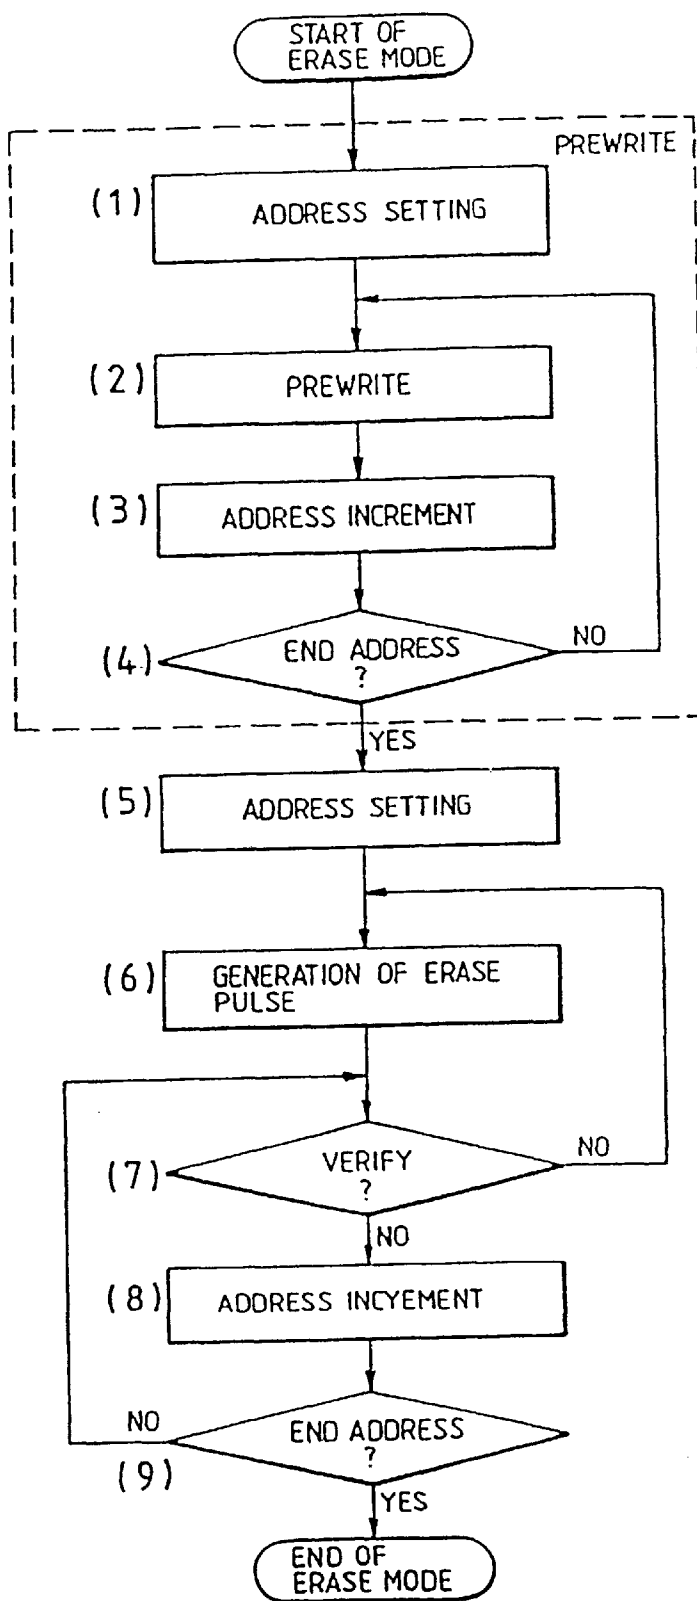 START OF
ERASE MODE
PREWRITE
(1)
ADDRESS SETTING
(2)
PREWRITE
(3)
ADDRESS INCREMENT
(4)
END ADDRESS
?
NO
YES
(5)
ADDRESS SETTING
(6)
GENERATION OF ERASE
PULSE
(7)
VERIFY
?
NO
NO
(8)
ADDRESS INCYEMENT
(9)
END ADDRESS
?
NO
YES
END OF
ERASE MODE